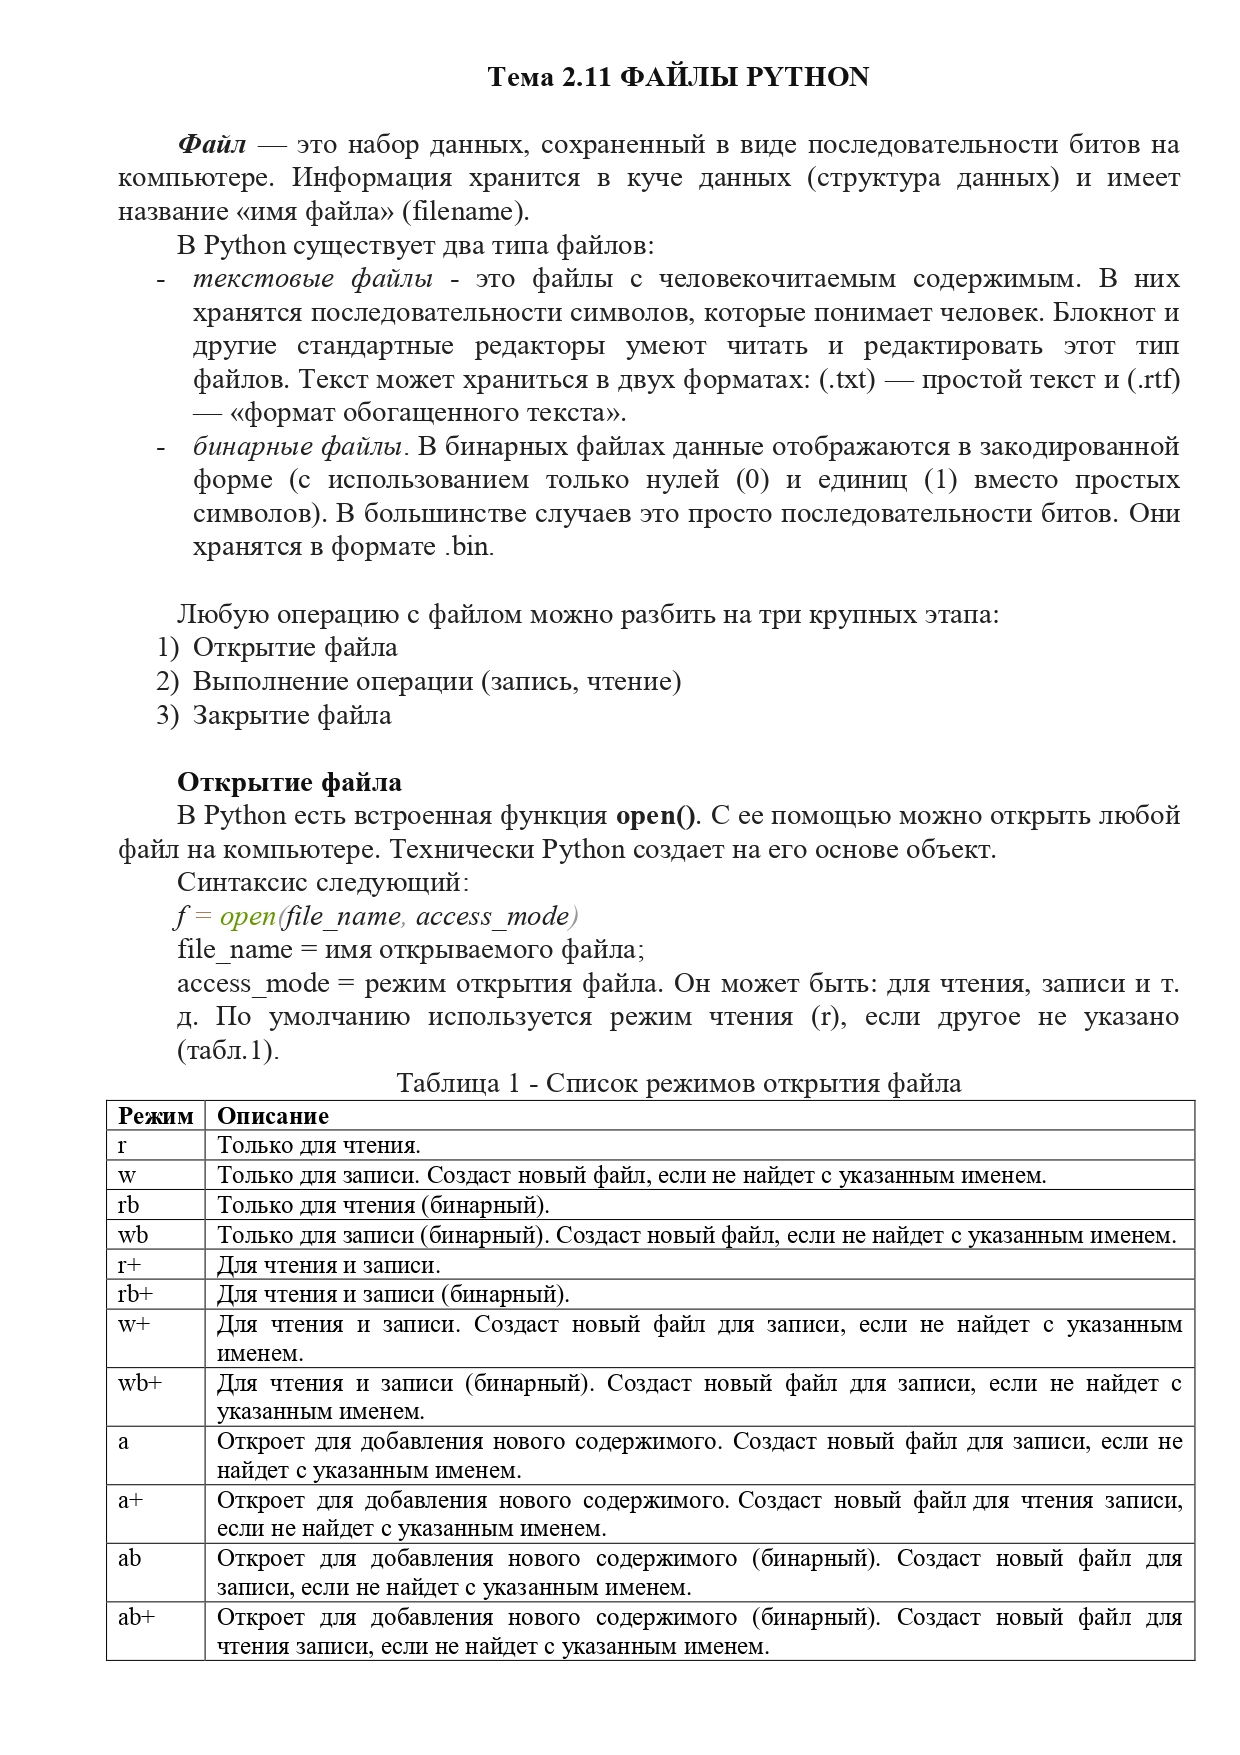 Тема 2.11 ФАЙЛЫ PYTHON
Файл — это набор данных, сохраненный в виде последовательности битов на
компьютере. Информация хранится в куче данных (структура данных) и имеет
название «имя файла» (filename).
В Python существует два типа файлов:
- текстовые файлы - это файлы с человекочитаемым содержимым. В них
хранятся последовательности символов, которые понимает человек. Блокнот и
другие стандартные редакторы умеют читать и редактировать этот тип
файлов. Текст может храниться в двух форматах: (.txt) — простой текст и (.rtf)
— «формат обогащенного текста».
- бинарные файлы. В бинарных файлах данные отображаются в закодированной
форме (с использованием только нулей (0) и единиц (1) вместо простых
символов). В большинстве случаев это просто последовательности битов. Они
хранятся в формате .bin.
Любую операцию с файлом можно разбить на три крупных этапа:
1) Открытие файла
2) Выполнение операции (запись, чтение)
3) Закрытие файла
Открытие файла
В Python есть встроенная функция open(). С ее помощью можно открыть любой
файл на компьютере. Технически Python создает на его основе объект.
Синтаксис следующий:
f = open(file_name, access_mode)
file_name = имя открываемого файла;
access_mode = режим открытия файла. Он может быть: для чтения, записи и т.
д. По умолчанию используется режим чтения (r), если другое не указано
(табл.1).
Таблица 1 - Список режимов открытия файла
Режим Описание
r Только для чтения.
w Только для записи. Создаст новый файл, если не найдет с указанным именем.
rb Только для чтения (бинарный).
wb Только для записи (бинарный). Создаст новый файл, если не найдет с указанным именем.
r+ Для чтения и записи.
rb+ Для чтения и записи (бинарный).
w+ Для чтения и записи. Создаст новый файл для записи, если не найдет с указанным
именем.
wb+ Для чтения и записи (бинарный). Создаст новый файл для записи, если не найдет с
указанным именем.
a Откроет для добавления нового содержимого. Создаст новый файл для записи, если не
найдет с указанным именем.
a+ Откроет для добавления нового содержимого. Создаст новый файл для чтения записи,
если не найдет с указанным именем.
ab Откроет для добавления нового содержимого (бинарный). Создаст новый файл для
записи, если не найдет с указанным именем.
ab+ Откроет для добавления нового содержимого (бинарный). Создаст новый файл для
чтения записи, если не найдет с указанным именем.